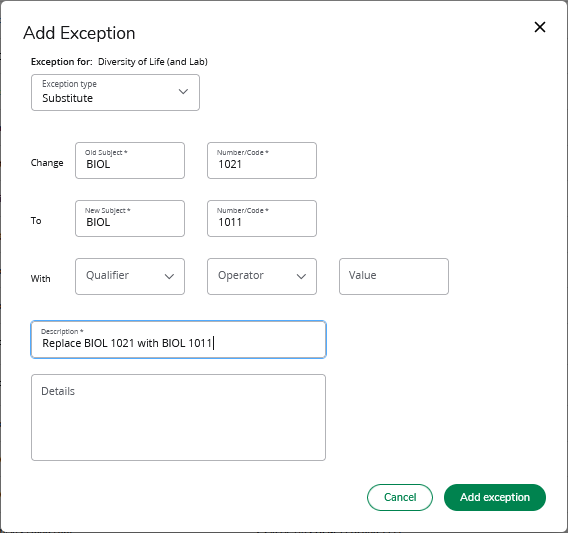 Add Exception
Exception for: Diversity of Life (and Lab)
Exception type
Substitute
Old Subject * Number/Code *
Change BIOL 1021
New Subject * Number/Code *
To BIOL 1011
With Qualifier Operator Value
Description *
Replace BIOL 1021 with BIOL 1011
Details
Cancel Add exception